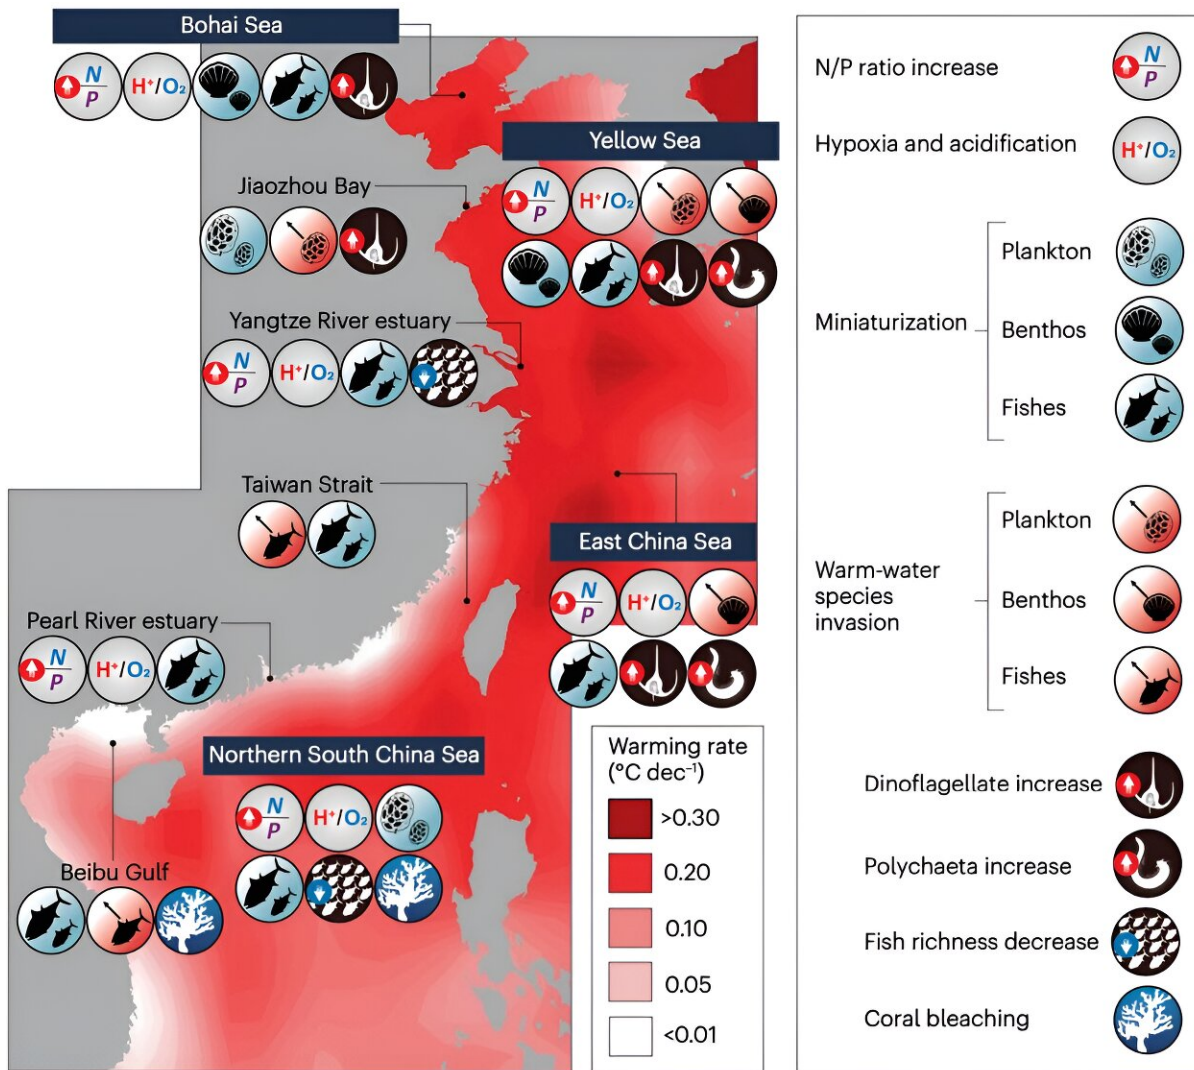 Bohai Sea
N/P H⁺/O₂
Yellow Sea
N/P H⁺/O₂
Jiaozhou Bay
Yangtze River estuary
N/P H⁺/O₂
Taiwan Strait
East China Sea
N/P H⁺/O₂
Pearl River estuary
N/P H⁺/O₂
Northern South China Sea
N/P H⁺/O₂
Beibu Gulf
Warming rate
(°C dec⁻¹)
>0.30
0.20
0.10
0.05
<0.01
N/P ratio increase N/P
Hypoxia and acidification H⁺/O₂
Miniaturization
Plankton
Benthos
Fishes
Warm-water
species
invasion
Plankton
Benthos
Fishes
Dinoflagellate increase
Polychaeta increase
Fish richness decrease
Coral bleaching